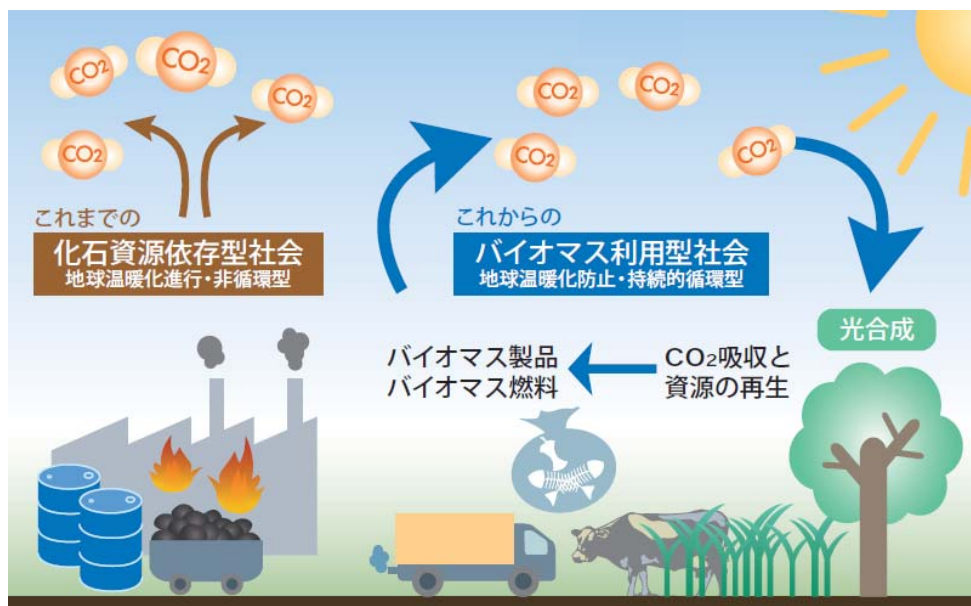 CO2
CO2
CO2
CO2
これまでの
化石資源依存型社会
地球温暖化進行・非循環型
CO2
CO2
CO2
CO2
これからの
バイオマス利用型社会
地球温暖化防止・持続的循環型
光合成
CO2吸収と
資源の再生
バイオマス製品
バイオマス燃料